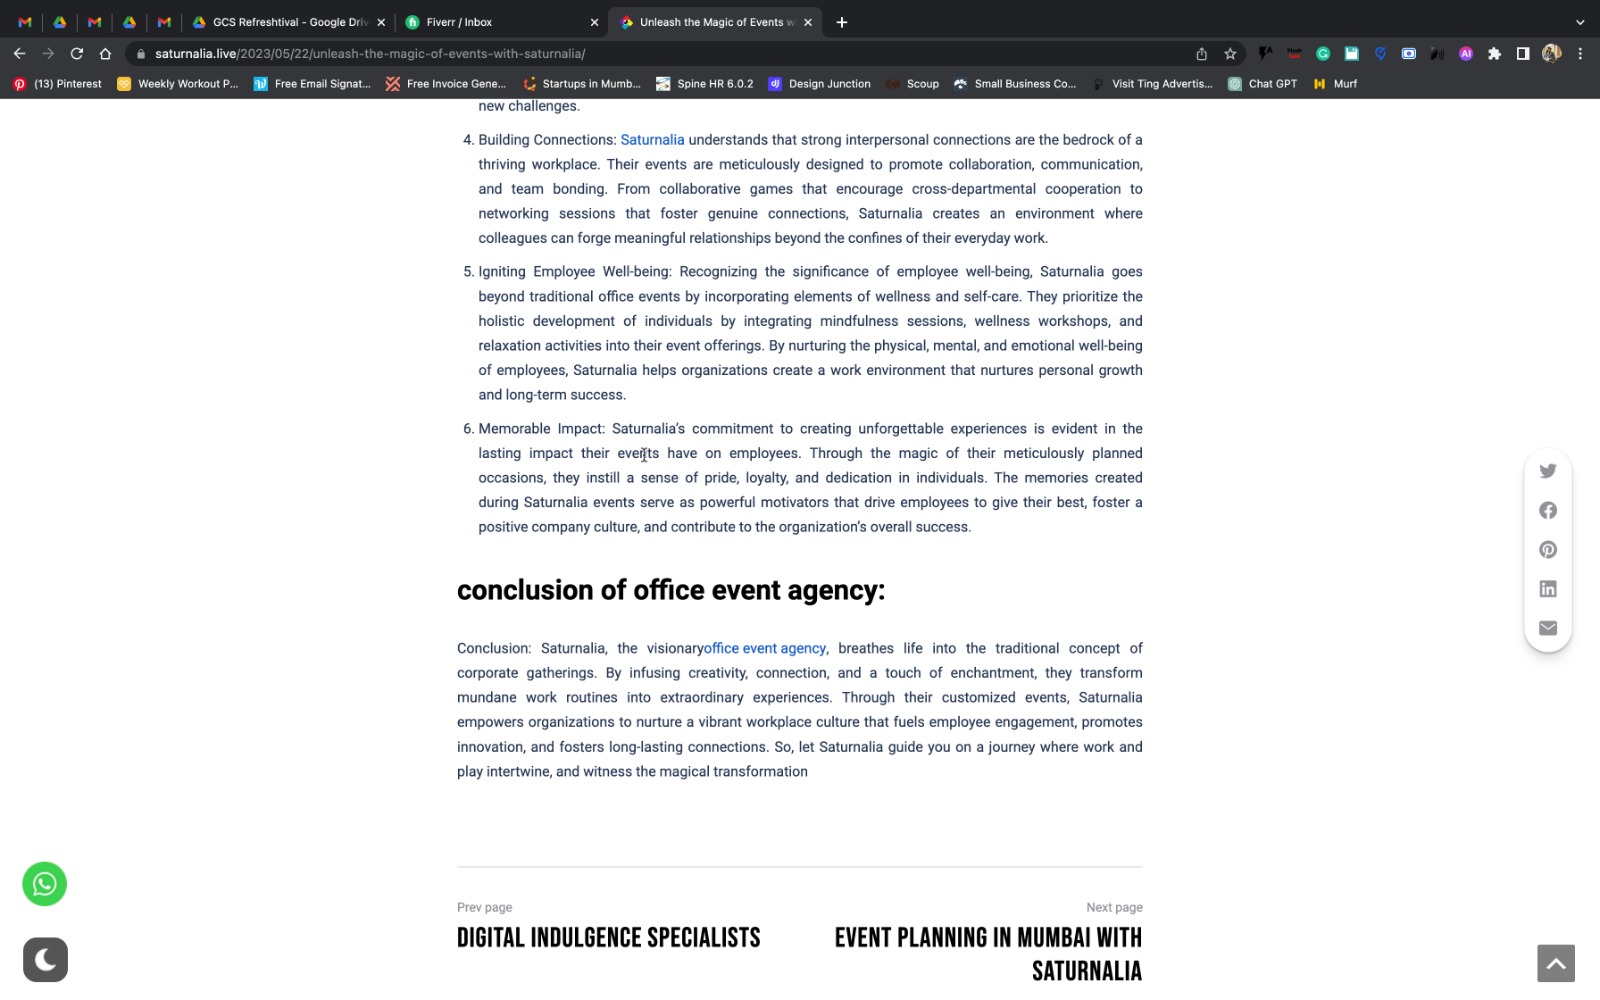 GCS Refreshtival - Google Driv
Fiverr / Inbox
Unleash the Magic of Events w
saturnalia.live/2023/05/22/unleash-the-magic-of-events-with-saturnalia/
(13) Pinterest
Weekly Workout P...
Free Email Signat...
Free Invoice Gene...
Startups in Mumb...
Spine HR 6.0.2
Design Junction
Scoup
Small Business Co...
Visit Ting Advertis...
Chat GPT
Murf
new challenges.
4. Building Connections: Saturnalia understands that strong interpersonal connections are the bedrock of a
thriving workplace. Their events are meticulously designed to promote collaboration, communication,
and team bonding. From collaborative games that encourage cross-departmental cooperation to
networking sessions that foster genuine connections, Saturnalia creates an environment where
colleagues can forge meaningful relationships beyond the confines of their everyday work.
5. Igniting Employee Well-being: Recognizing the significance of employee well-being, Saturnalia goes
beyond traditional office events by incorporating elements of wellness and self-care. They prioritize the
holistic development of individuals by integrating mindfulness sessions, wellness workshops, and
relaxation activities into their event offerings. By nurturing the physical, mental, and emotional well-being
of employees, Saturnalia helps organizations create a work environment that nurtures personal growth
and long-term success.
6. Memorable Impact: Saturnalia’s commitment to creating unforgettable experiences is evident in the
lasting impact their events have on employees. Through the magic of their meticulously planned
occasions, they instill a sense of pride, loyalty, and dedication in individuals. The memories created
during Saturnalia events serve as powerful motivators that drive employees to give their best, foster a
positive company culture, and contribute to the organization’s overall success.
conclusion of office event agency:
Conclusion: Saturnalia, the visionaryoffice event agency, breathes life into the traditional concept of
corporate gatherings. By infusing creativity, connection, and a touch of enchantment, they transform
mundane work routines into extraordinary experiences. Through their customized events, Saturnalia
empowers organizations to nurture a vibrant workplace culture that fuels employee engagement, promotes
innovation, and fosters long-lasting connections. So, let Saturnalia guide you on a journey where work and
play intertwine, and witness the magical transformation
Prev page
DIGITAL INDULGENCE SPECIALISTS
Next page
EVENT PLANNING IN MUMBAI WITH
SATURNALIA